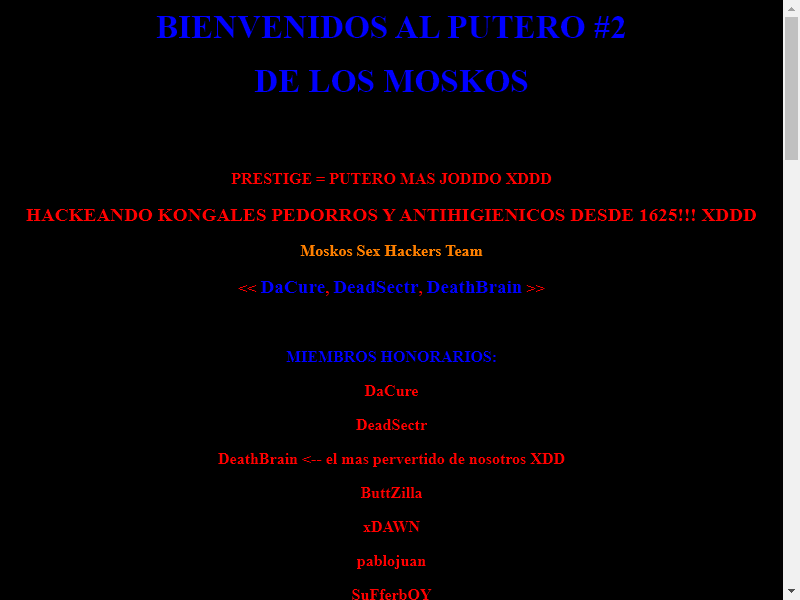 BIENVENIDOS AL PUTERO #2
DE LOS MOSKOS
PRESTIGE = PUTERO MAS JODIDO XDDD
HACKEANDO KONGALES PEDORROS Y ANTIHIGIENICOS DESDE 1625!!! XDDD
Moskos Sex Hackers Team
<< DaCure, DeadSectr, DeathBrain >>
MIEMBROS HONORARIOS:
DaCure
DeadSectr
DeathBrain <-- el mas pervertido de nosotros XDD
ButtZilla
xDAWN
pablojuan
SuFferbOY